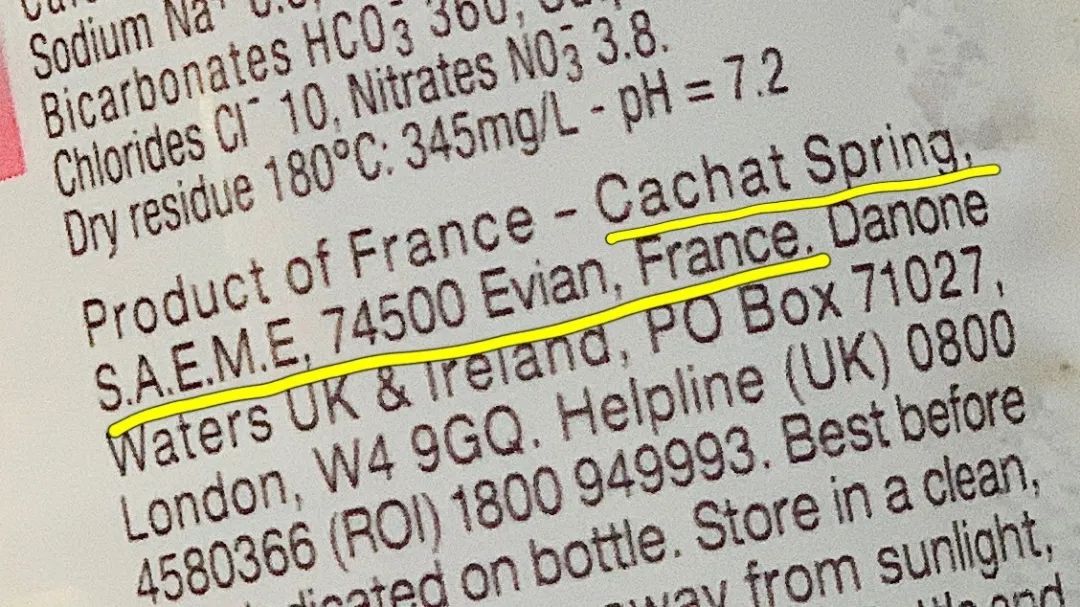 Sodium Na⁺
Bicarbonates HCO₃⁻ 360,
Chlorides Cl⁻ 10, Nitrates NO₃⁻ 3.8.
Dry residue 180°C: 345mg/L - pH = 7.2
Product of France - Cachat Spring,
S.A.E.M.E, 74500 Evian, France. Danone
Waters UK & Ireland, PO Box 71027,
London, W4 9GQ. Helpline (UK) 0800
4580366 (ROI) 1800 949993. Best before
on bottle. Store in a clean,
from sunlight,